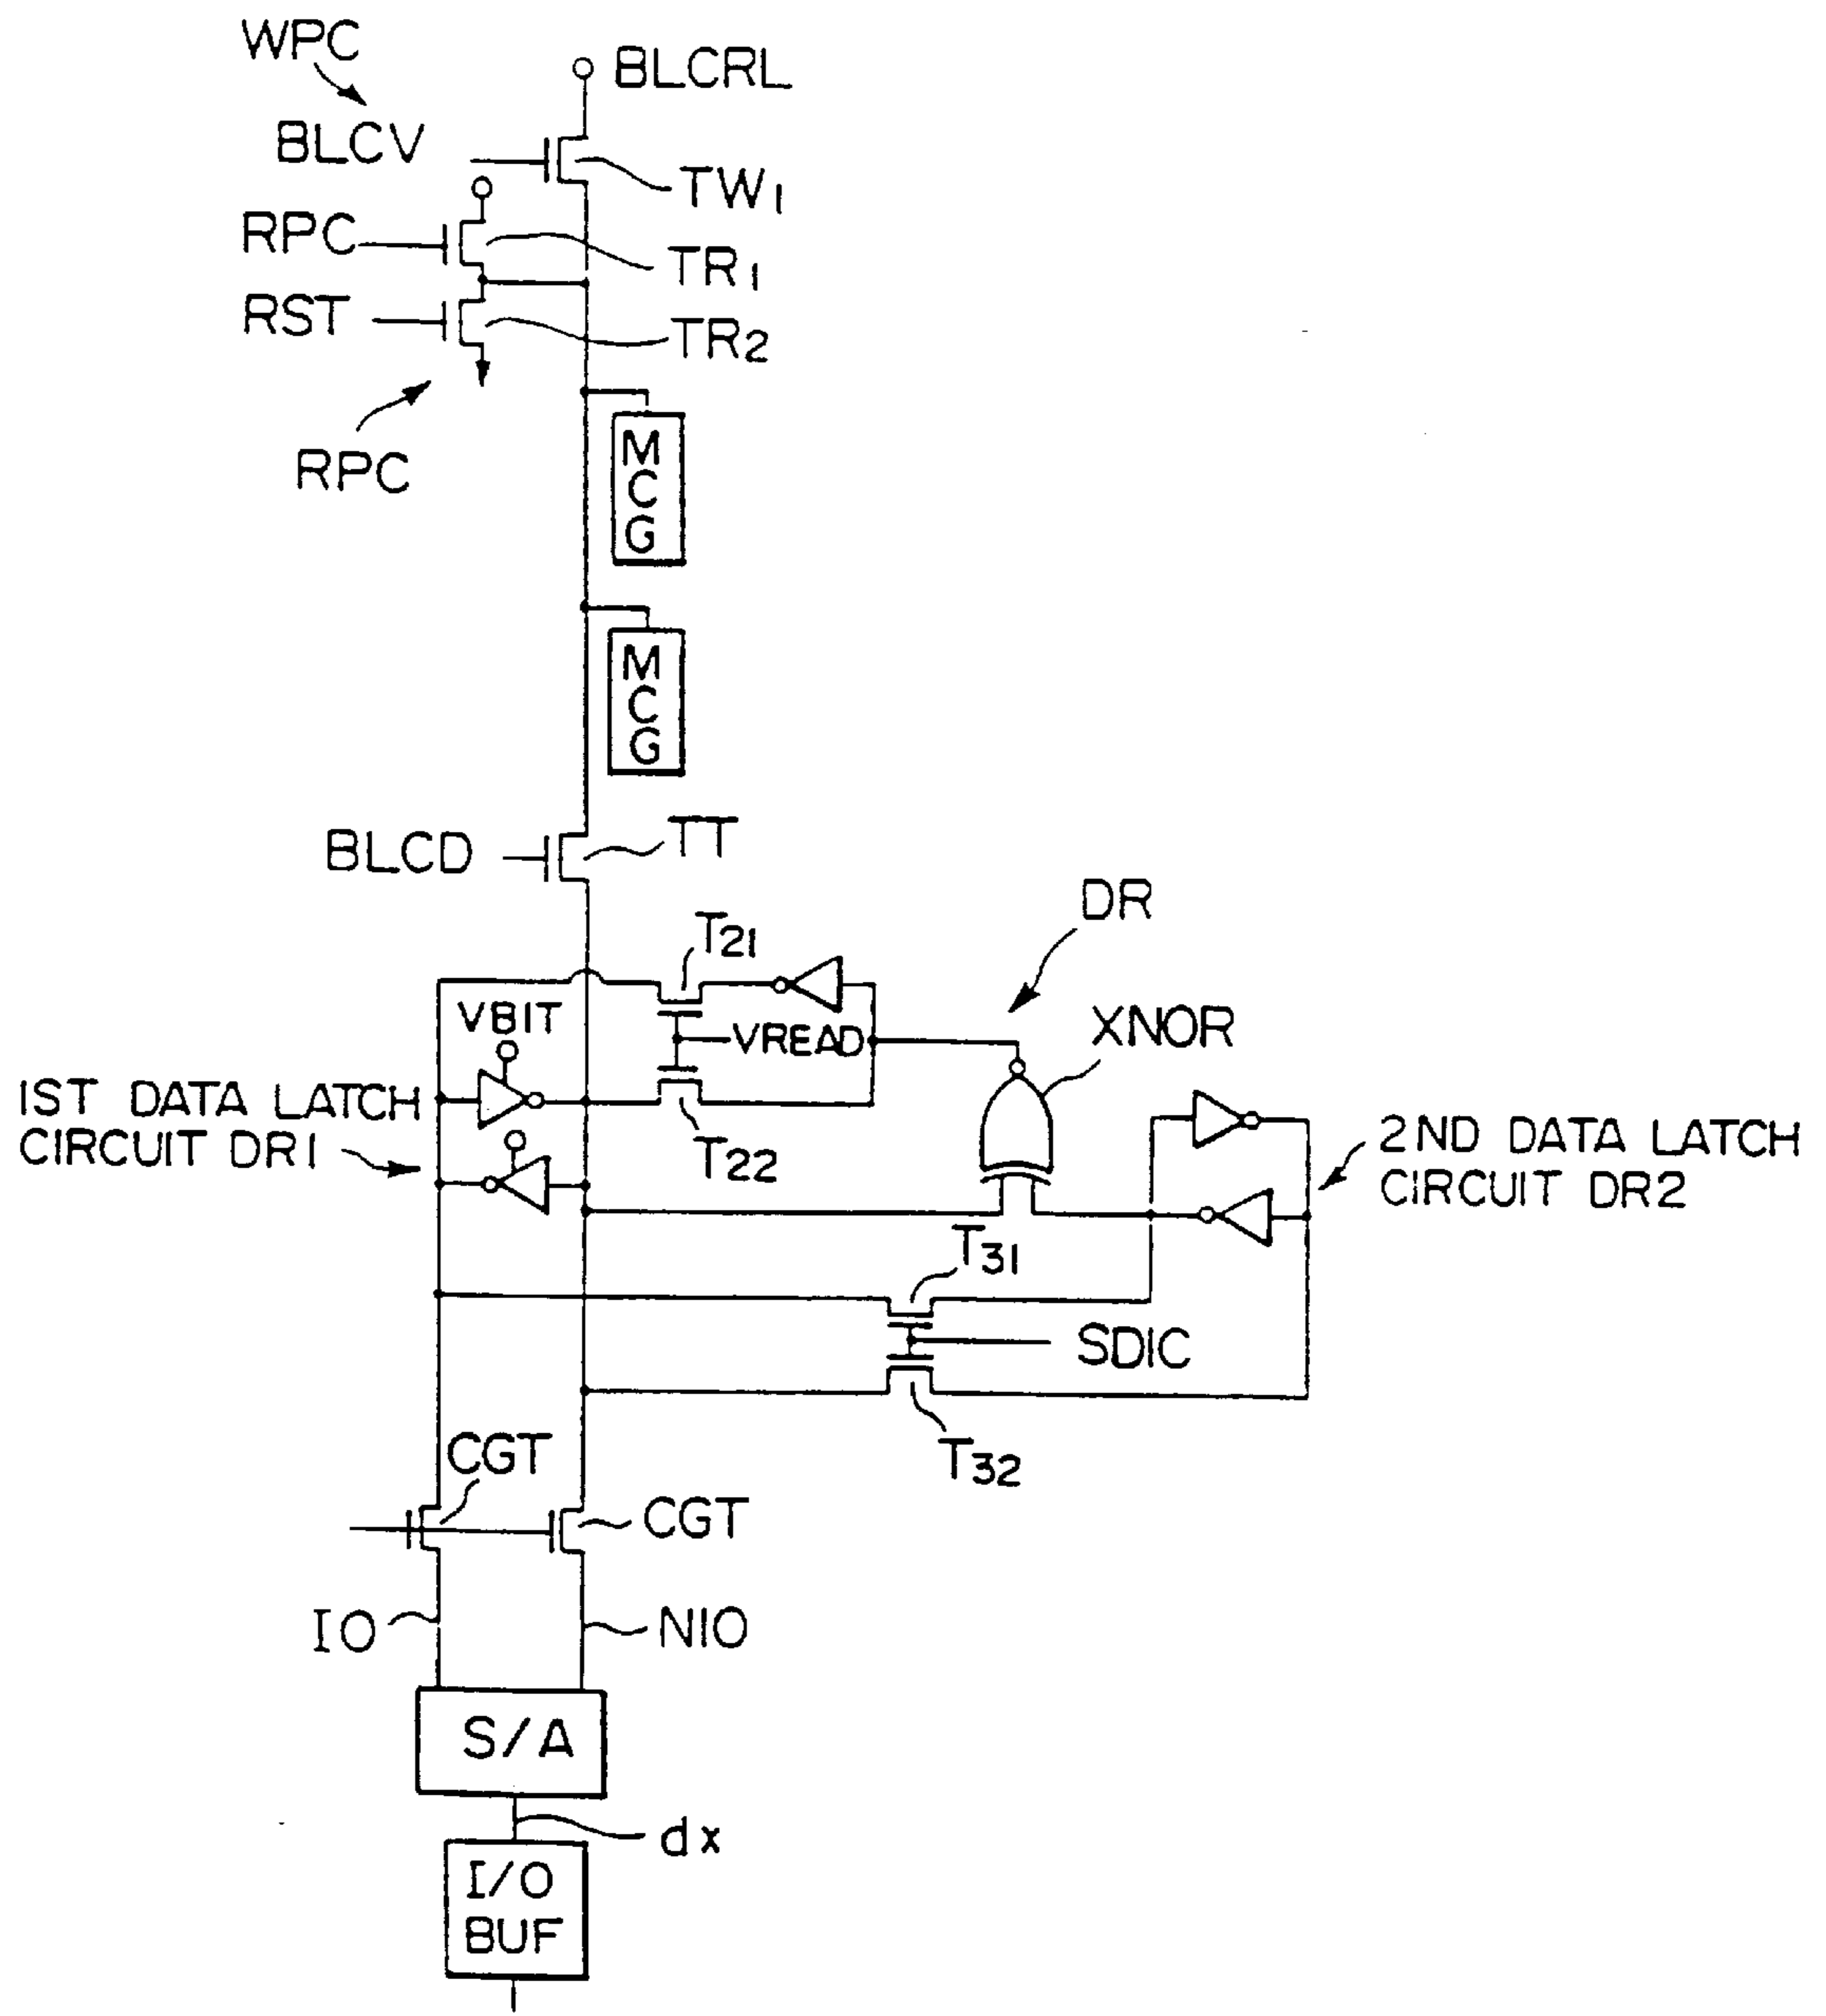 WPC
BLCRL
BLCV
TW1
RPC
TR1
RST
TR2
RPC
MCG
MCG
BLCD
TT
DR
T21
VBIT
VREAD
XNOR
IST DATA LATCH
CIRCUIT DR1
T22
2ND DATA LATCH
CIRCUIT DR2
T31
SDIC
T32
CGT
CGT
IO
NIO
S/A
dx
I/O
BUF